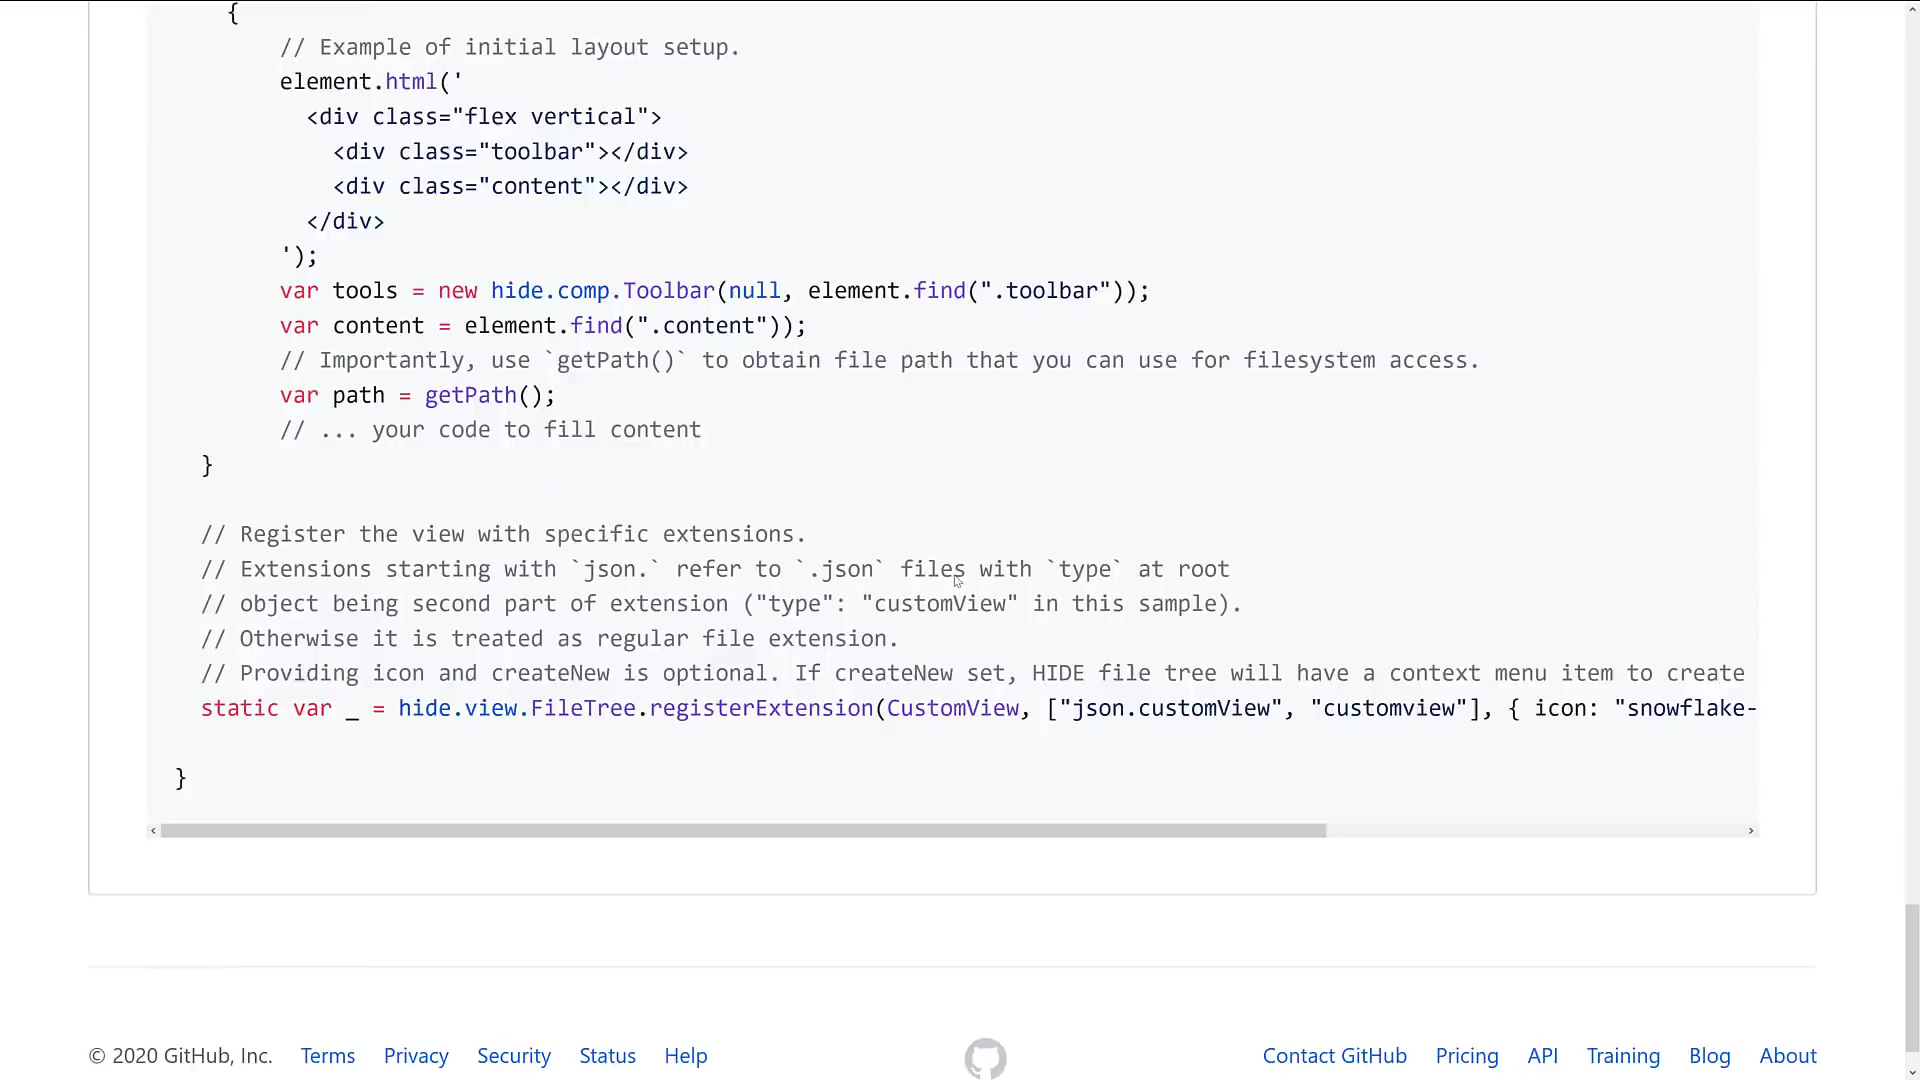 {
// Example of initial layout setup.
element.html('
<div class="flex vertical">
<div class="toolbar"></div>
<div class="content"></div>
</div>
');
var tools = new hide.comp.Toolbar(null, element.find(".toolbar"));
var content = element.find(".content"));
// Importantly, use `getPath()` to obtain file path that you can use for filesystem access.
var path = getPath();
// ... your code to fill content
}
// Register the view with specific extensions.
// Extensions starting with `json.` refer to `.json` files with `type` at root
// object being second part of extension ("type": "customView" in this sample).
// Otherwise it is treated as regular file extension.
// Providing icon and createNew is optional. If createNew set, HIDE file tree will have a context menu item to create
static var _ = hide.view.FileTree.registerExtension(CustomView, ["json.customView", "customview"], { icon: "snowflake-
}
© 2020 GitHub, Inc. Terms Privacy Security Status Help Contact GitHub Pricing API Training Blog About